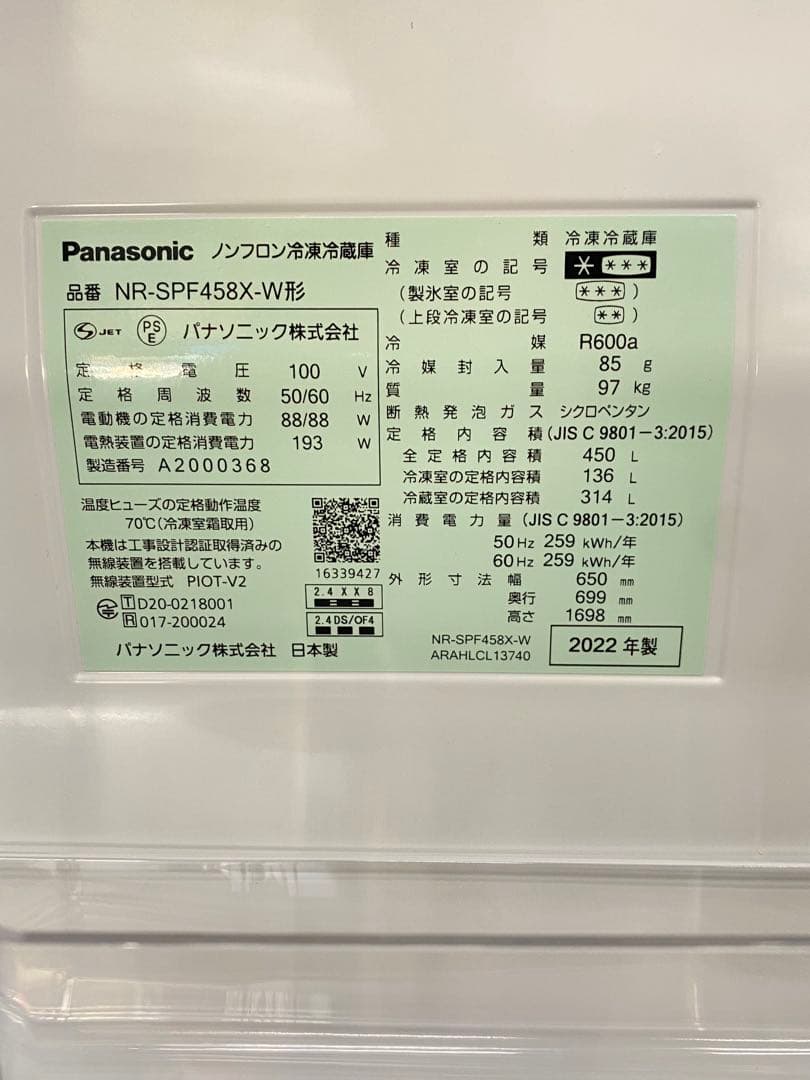 Panasonic ノンフロン冷凍冷蔵庫
品番 NR-SPF458X-W形
S JET PS E パナソニック株式会社
定格電圧 100 V
定格周波数 50/60 Hz
電動機の定格消費電力 88/88 W
電熱装置の定格消費電力 193 W
製造番号 A2000368
温度ヒューズの定格動作温度
70℃(冷凍室霜取用)
本機は工事設計認証取得済みの
無線装置を搭載しています。
無線装置型式 PIOT-V2
T D20-0218001
R 017-200024
16339427
2.4 X X 8
2.4 DS/OF4
パナソニック株式会社 日本製
種類 冷凍冷蔵庫
冷凍室の記号 * ***
(製氷室の記号 ***)
(上段冷凍室の記号 **)
冷媒 R600a
冷媒封入量 85 g
質量 97 kg
断熱発泡ガス シクロペンタン
定格内容積 (JIS C 9801-3:2015)
全定格内容積 450 L
冷凍室の定格内容積 136 L
冷蔵室の定格内容積 314 L
消費電力量 (JIS C 9801-3:2015)
50 Hz 259 kWh/年
60 Hz 259 kWh/年
外形寸法 幅 650 mm
奥行 699 mm
高さ 1698 mm
NR-SPF458X-W
ARAHLCL13740
2022 年製